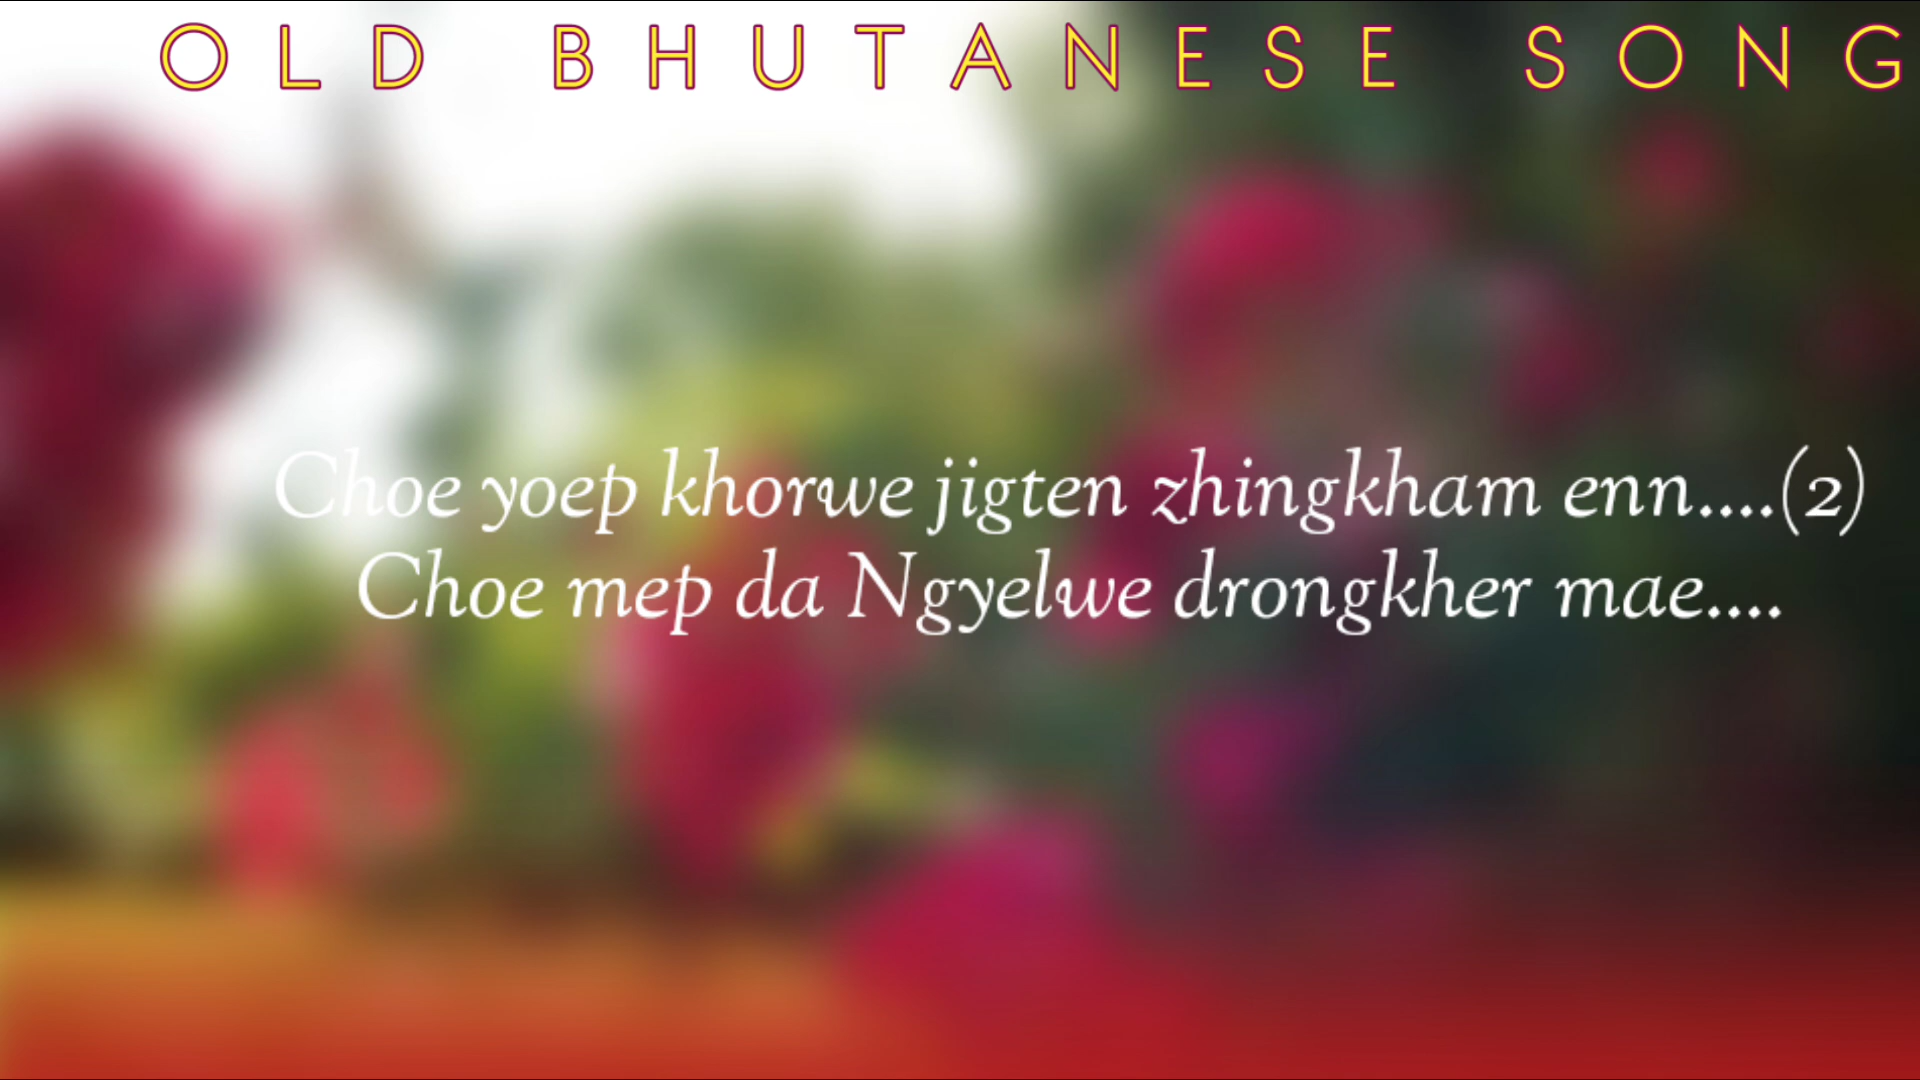 OLD BHUTANESE SONG
Choe yoep khorwe jigten zhingkham enn....(2)
Choe mep da Ngyelwe drongkher mae....